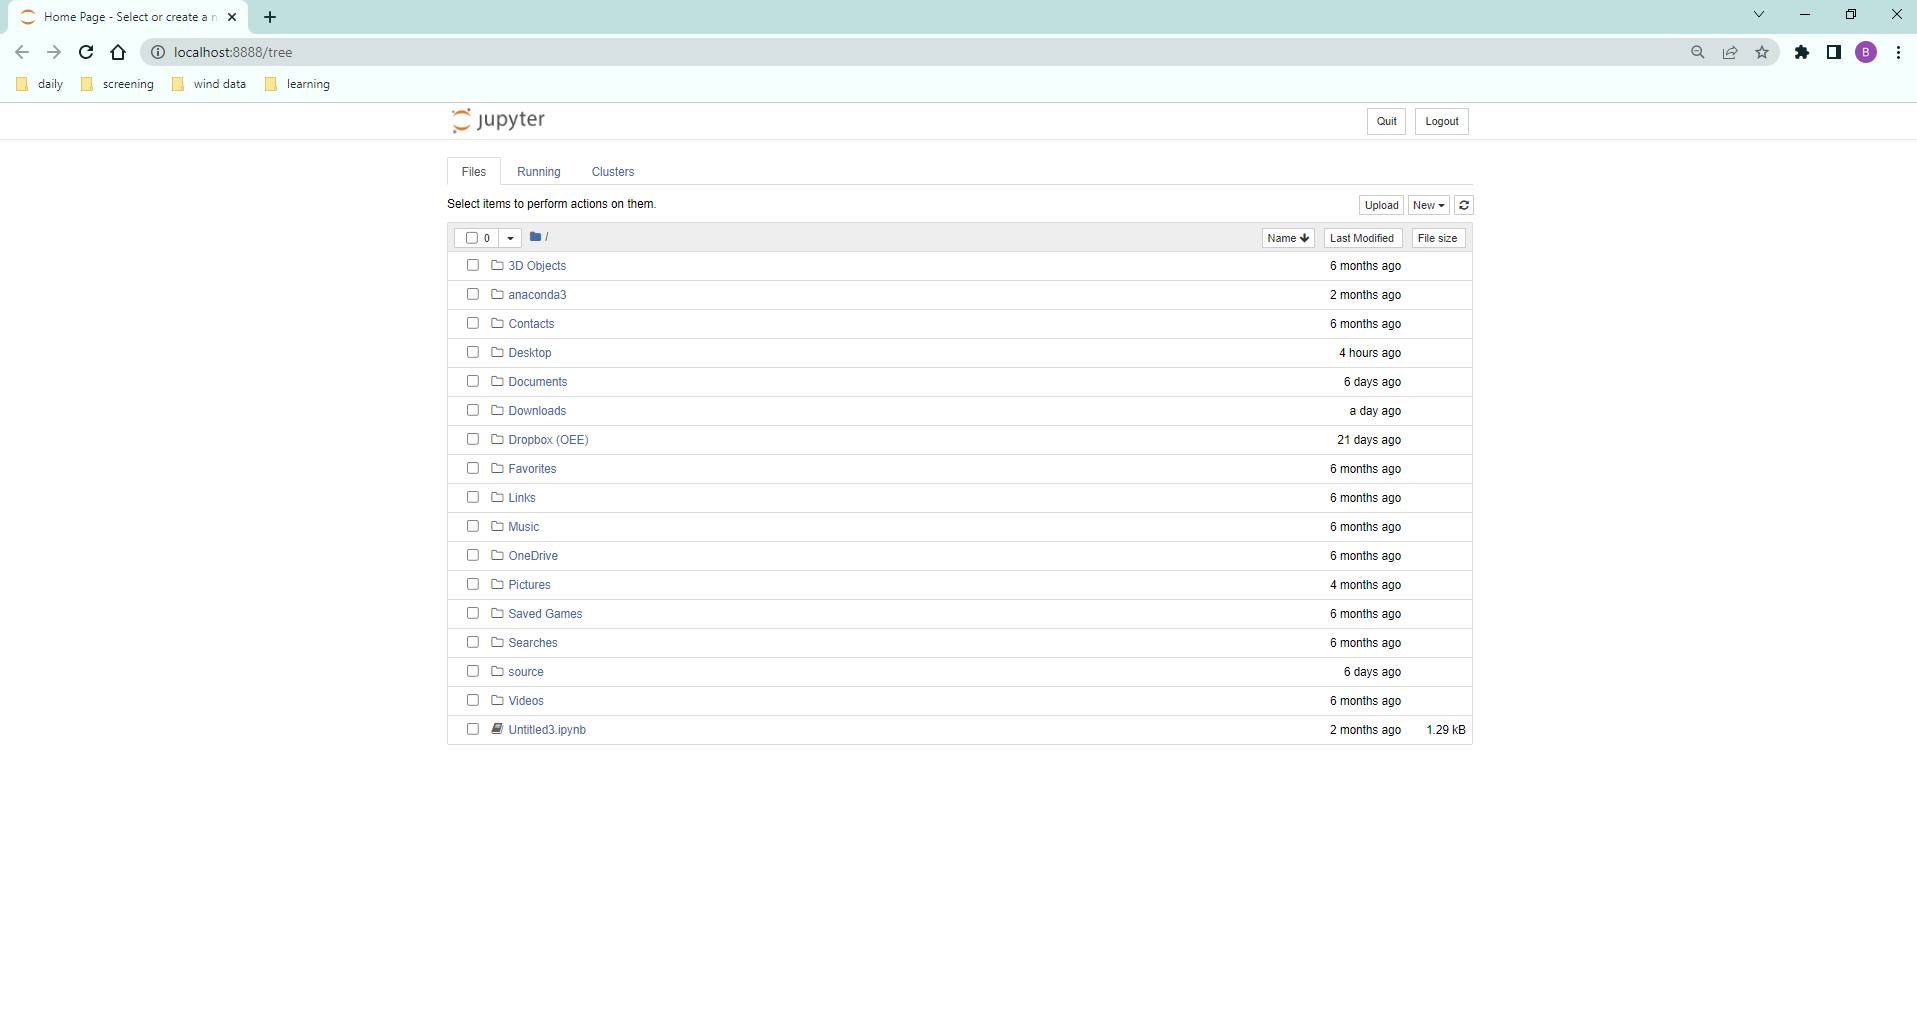 Home Page - Select or create a n
localhost:8888/tree
B
daily screening wind data learning
jupyter
Quit Logout
Files Running Clusters
Select items to perform actions on them.
Upload New
0 / Name Last Modified File size
3D Objects 6 months ago
anaconda3 2 months ago
Contacts 6 months ago
Desktop 4 hours ago
Documents 6 days ago
Downloads a day ago
Dropbox (OEE) 21 days ago
Favorites 6 months ago
Links 6 months ago
Music 6 months ago
OneDrive 6 months ago
Pictures 4 months ago
Saved Games 6 months ago
Searches 6 months ago
source 6 days ago
Videos 6 months ago
Untitled3.ipynb 2 months ago 1.29 kB